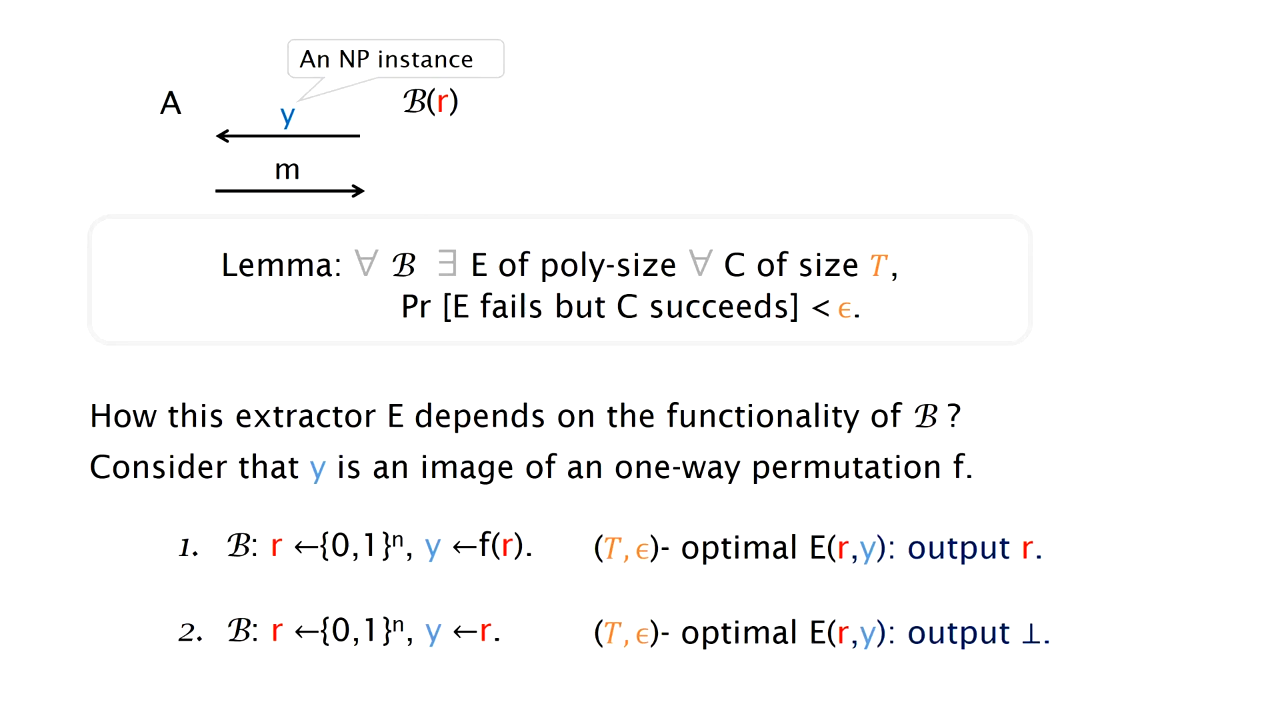 An NP instance
A
ℬ(r)
y
m
Lemma: ∀ ℬ ∃ E of poly-size ∀ C of size T,
Pr [E fails but C succeeds] < ϵ.
How this extractor E depends on the functionality of ℬ ?
Consider that y is an image of an one-way permutation f.
1. ℬ: r ←{0,1}ⁿ, y ←f(r). (T, ϵ)- optimal E(r,y): output r.
2. ℬ: r ←{0,1}ⁿ, y ←r. (T, ϵ)- optimal E(r,y): output ⊥.